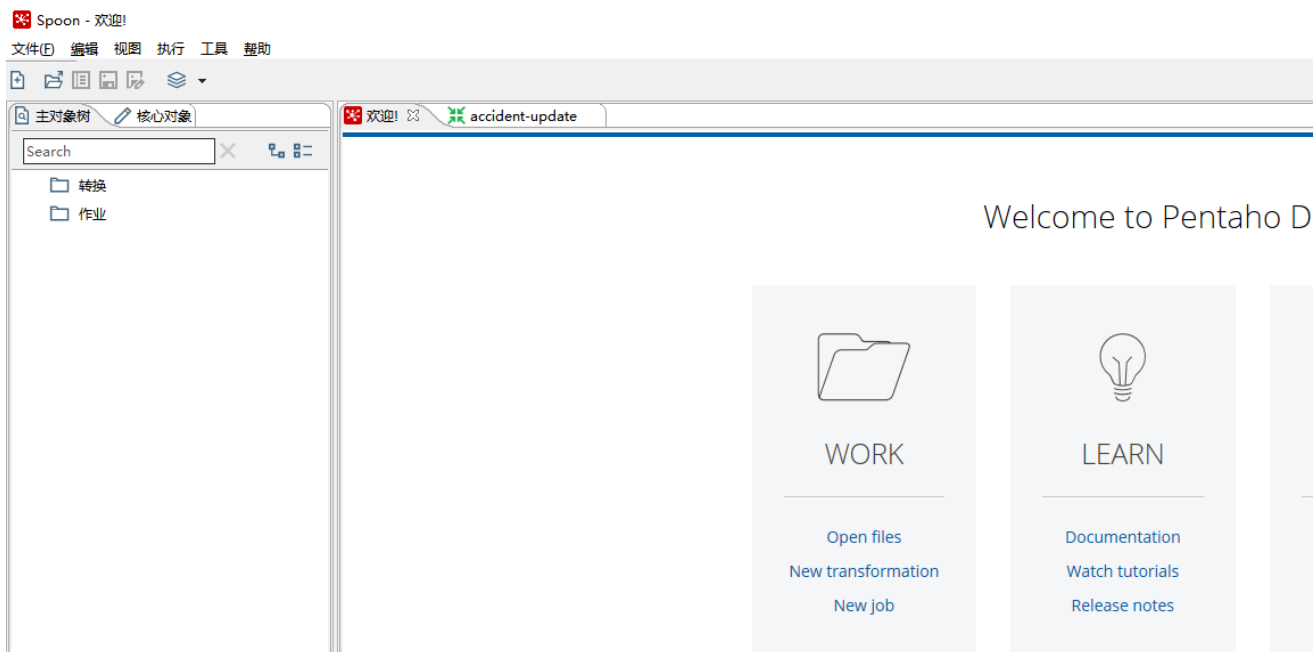 Spoon - 欢迎!
文件(F) 编辑 视图 执行 工具 帮助
主对象树 核心对象 欢迎! accident-update
Search
转换
作业
Welcome to Pentaho D
WORK LEARN
Open files Documentation
New transformation Watch tutorials
New job Release notes